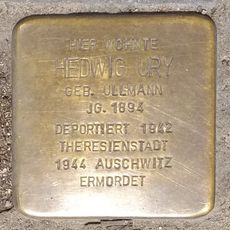 HIER WOHNTE
HEDWIG URY
GEB. ULLMANN
JG. 1894
DEPORTIERT 1942
THERESIENSTADT
1944 AUSCHWITZ
ERMORDET